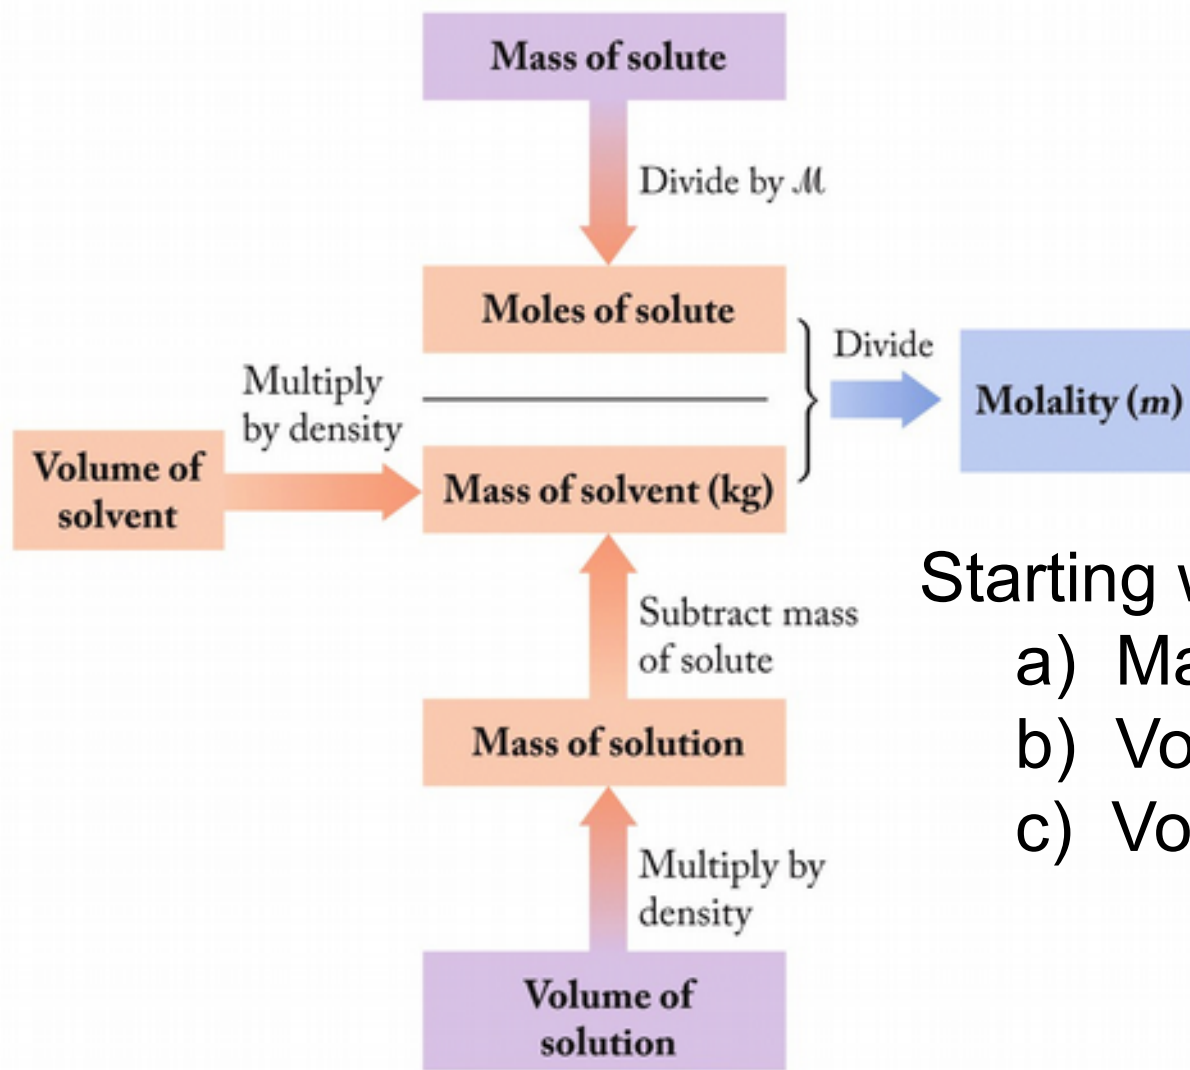 Mass of solute
Divide by ℳ
Moles of solute
Divide
Multiply
by density
Molality (m)
Volume of
solvent
Mass of solvent (kg)
Starting
Subtract mass
of solute
a)
b)
c)
Mass of solution
Multiply by
density
Volume of
solution